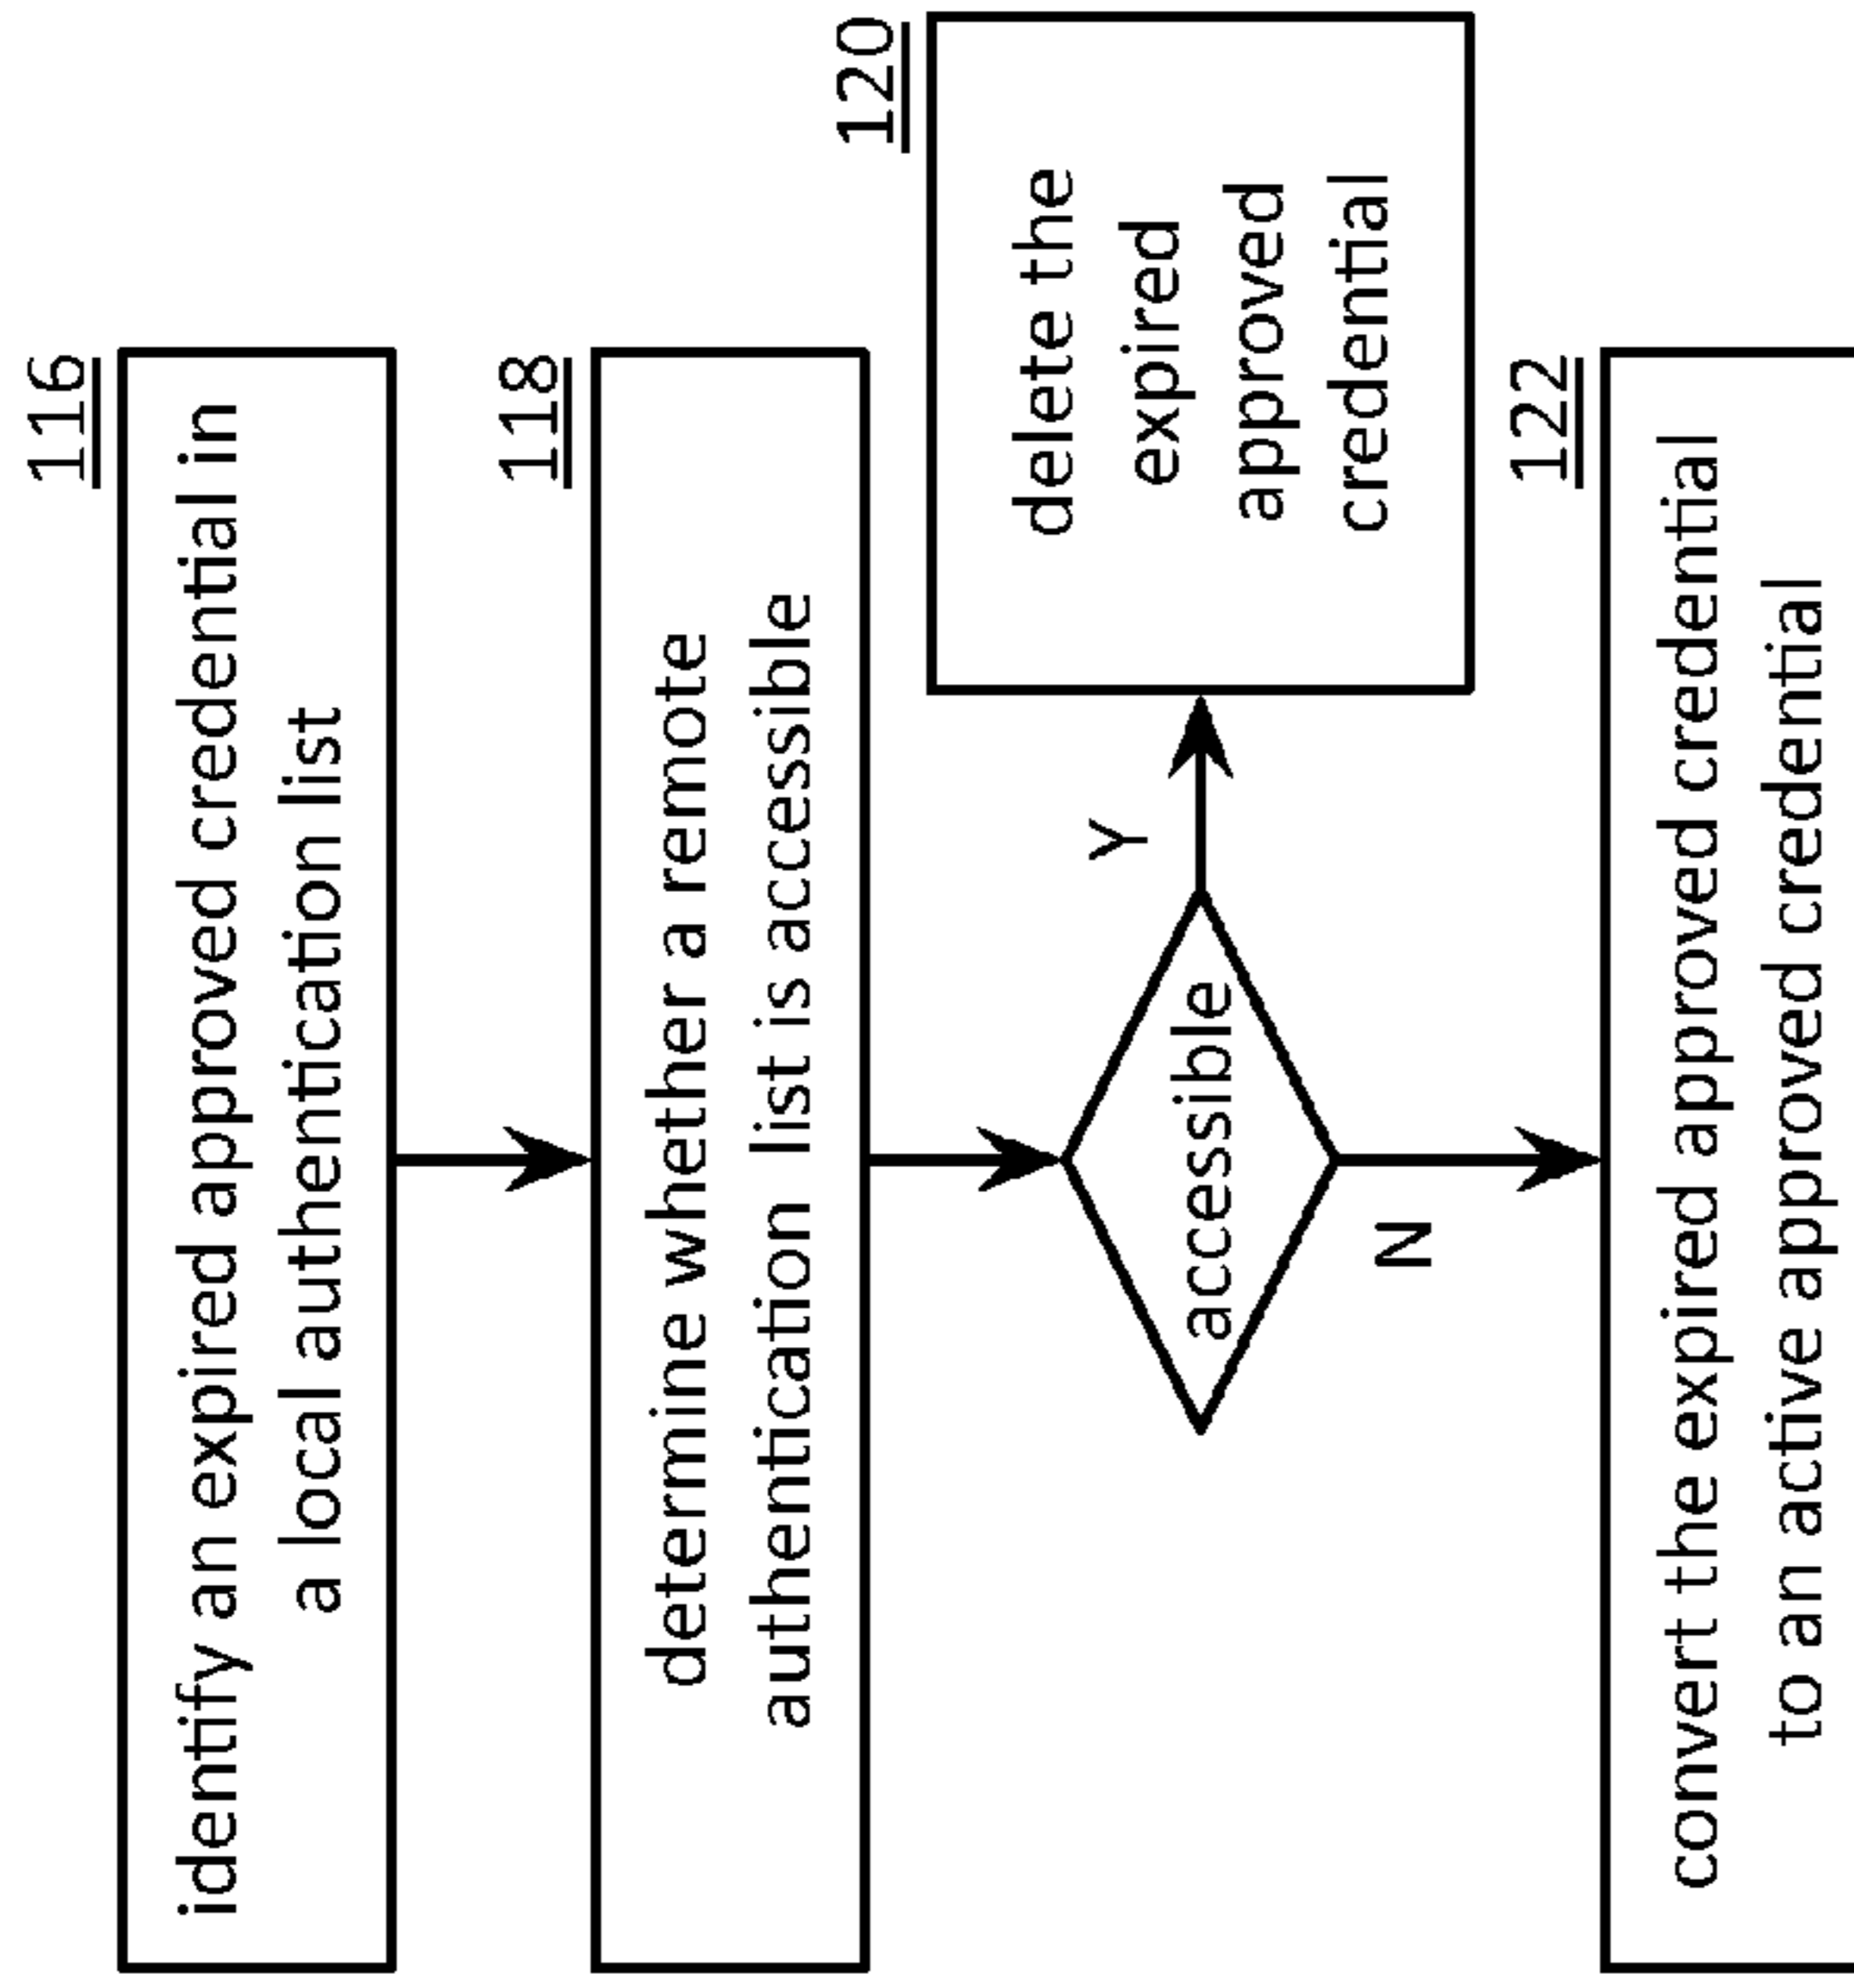 116
identify an expired approved credential in
a local authentication list
118
determine whether a remote
authentication list is accessible
accessible
Y
120
delete the
expired
approved
credential
N
122
convert the expired approved credential
to an active approved credential